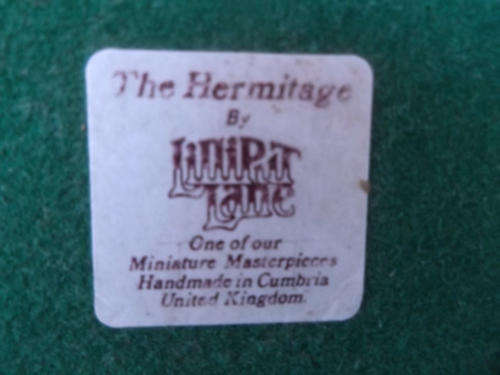 The Hermitage
By
LILLIPUT
LANE
One of our
Miniature Masterpieces
Handmade in Cumbria
United Kingdom.